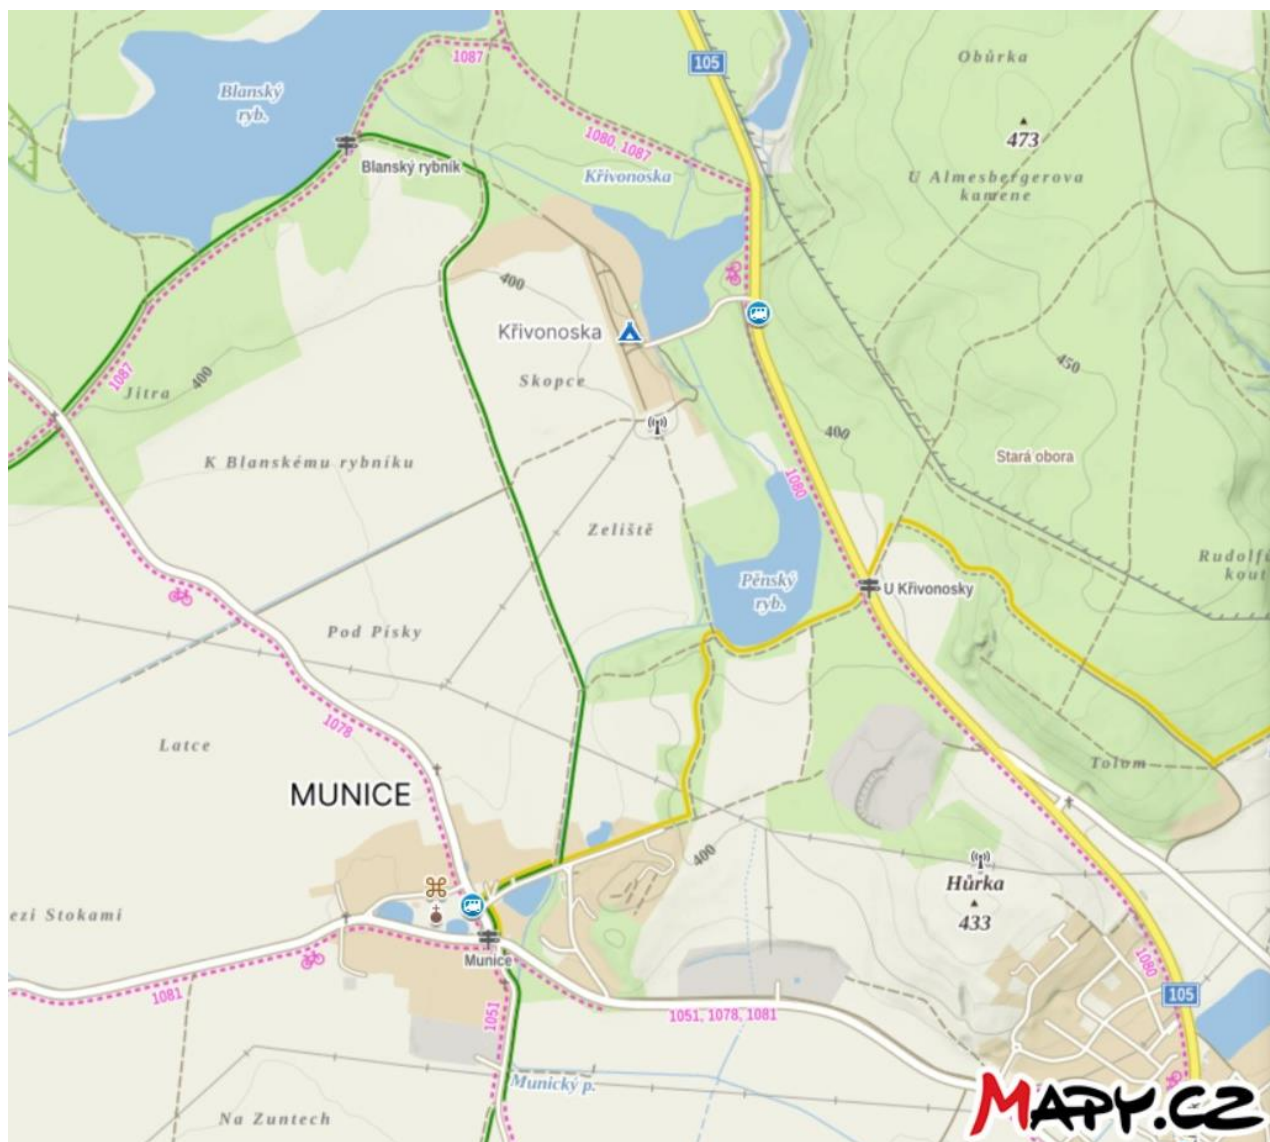 1087
105
Obůrka
Blanský
ryb.
473
1080, 1087
Blanský rybník
Křivonoska
U Almesbergerova
kamene
400
Křivonoska
450
1087
Jitra
400
Skopce
400
K Blanskému rybníku
Stará obora
1080
Zeliště
Pěnský
ryb.
U Křivonosky
Rudolfů
kout
Pod Písky
1078
Latce
Tolom
MUNICE
400
Hůrka
433
ezi Stokami
Munice
1080
1081
1051
105
1051, 1078, 1081
Munický p.
Na Zuntech
MAPY.CZ